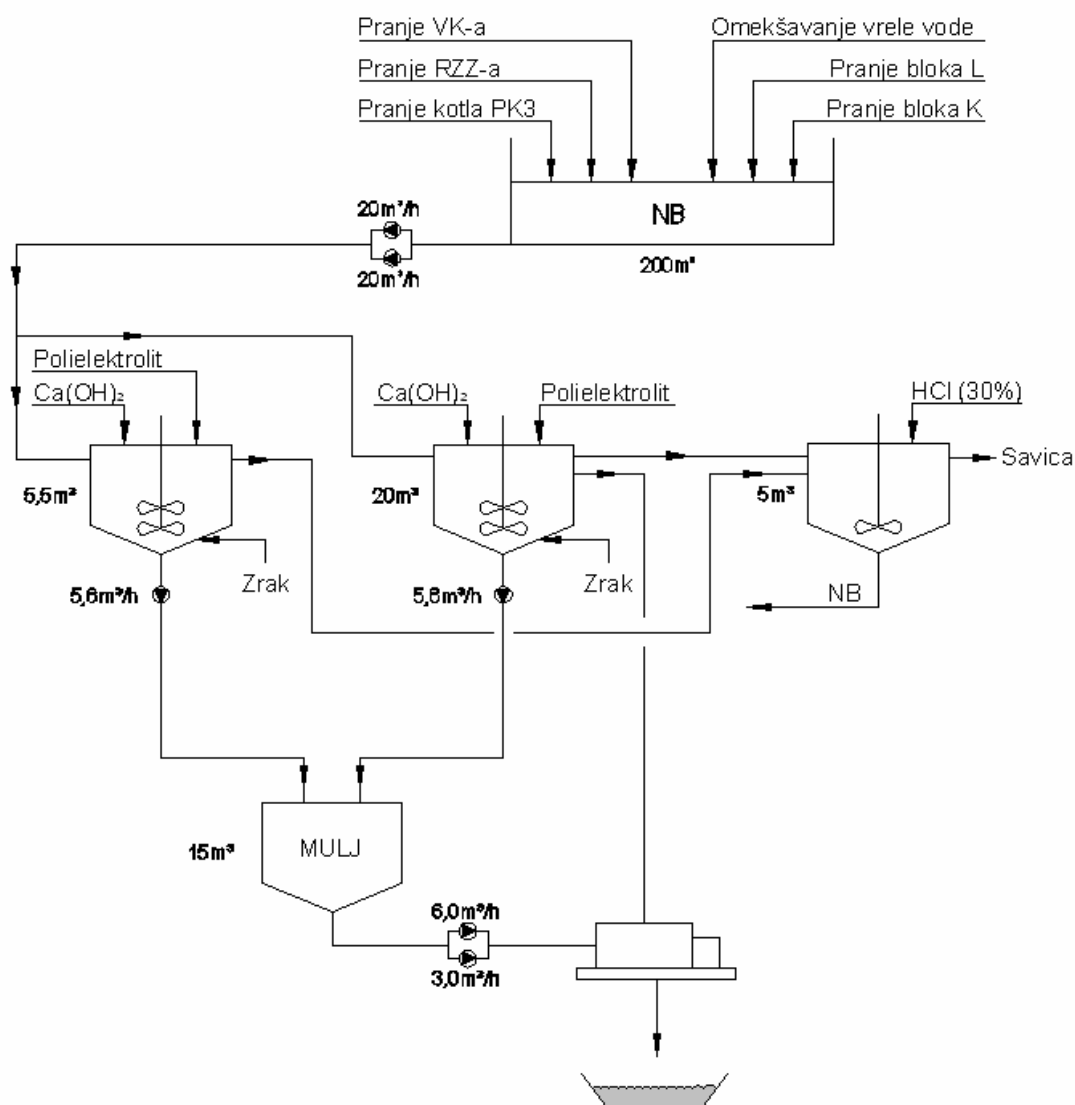 Pranje VK-a
Omekšavanje vrele vode
Pranje RZZ-a
Pranje bloka L
Pranje kotla PK3
Pranje bloka K
20m³/h
NB
20m³/h
200m³
Polielektrolit
Ca(OH)₂
Ca(OH)₂
Polielektrolit
HCl (30%)
Savica
5,5m³
20m³
5m³
Zrak
Zrak
5,6m³/h
5,6m³/h
NB
15m³
MULJ
6,0m³/h
3,0m³/h